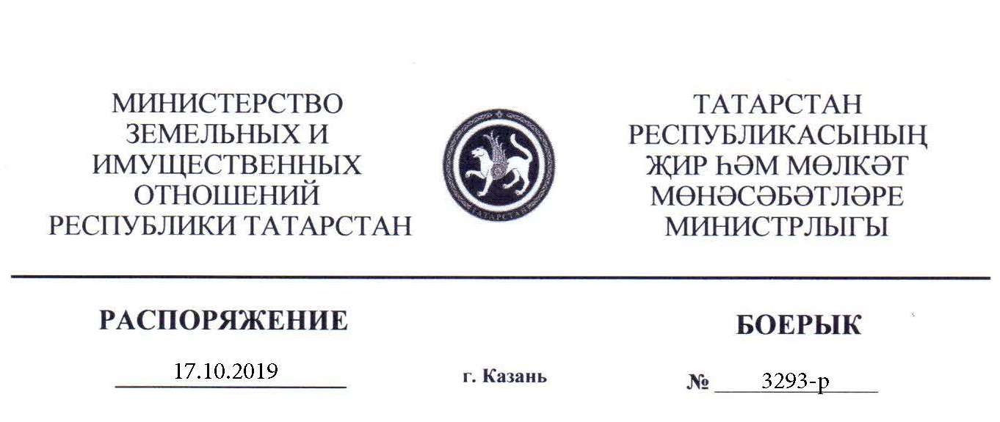 МИНИСТЕРСТВО
ЗЕМЕЛЬНЫХ И
ИМУЩЕСТВЕННЫХ
ОТНОШЕНИЙ
РЕСПУБЛИКИ ТАТАРСТАН
ТАТАРСТАН
ТАТАРСТАН
РЕСПУБЛИКАСЫНЫҢ
ҖИР ҺӘМ МӨЛКӘТ
МӨНӘСӘБӘТЛӘРЕ
МИНИСТРЛЫГЫ
РАСПОРЯЖЕНИЕ
БОЕРЫК
17.10.2019
г. Казань
№ 3293-р